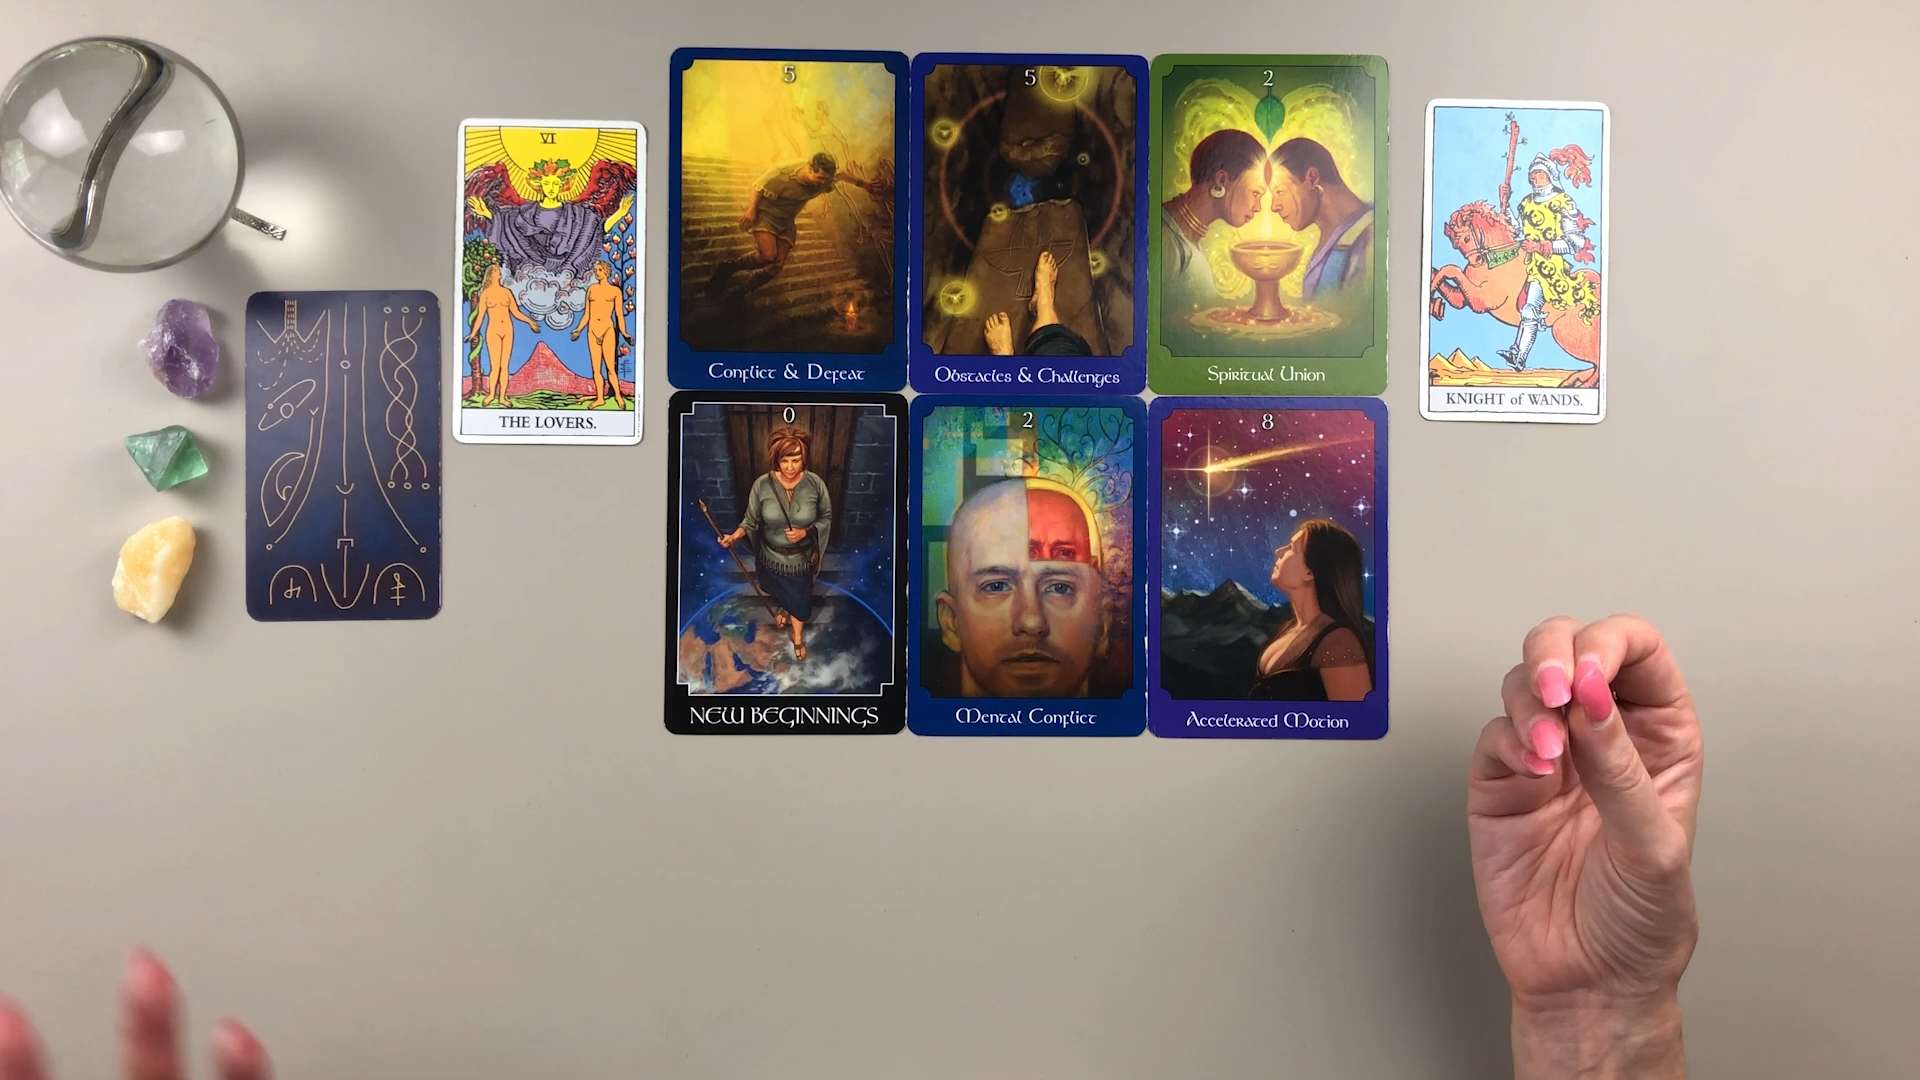 VI
THE LOVERS.
5
Conflict & Defeat
5
Obstacles & Challenges
2
Spiritual Union
KNIGHT of WANDS.
0
NEW BEGINNINGS
2
Mental Conflict
8
Accelerated Motion